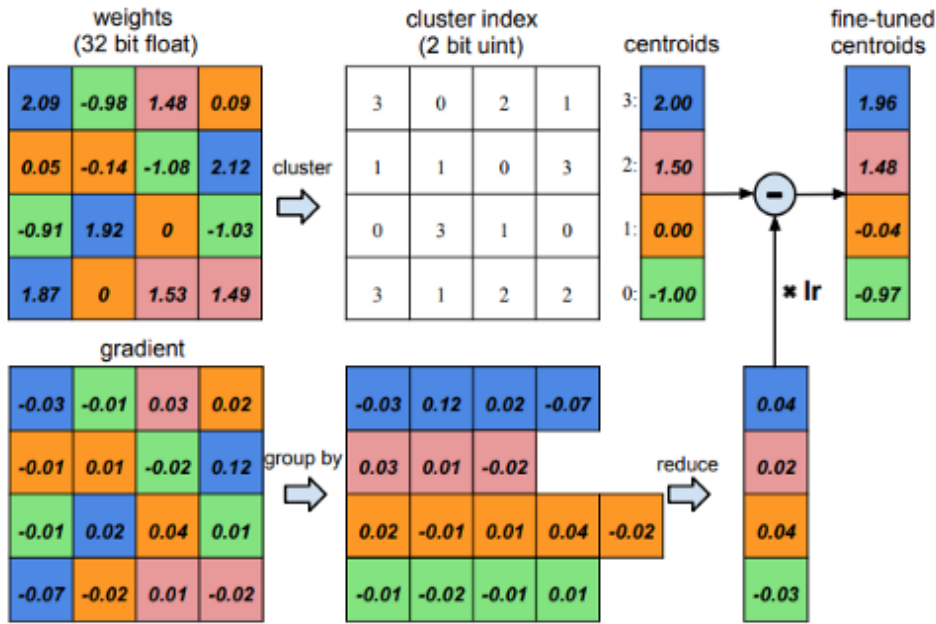 weights
(32 bit float)
cluster index
(2 bit uint)
centroids
fine-tuned
centroids
2.09 -0.98 1.48 0.09
3 0 2 1
3: 2.00
1.96
0.05 -0.14 -1.08 2.12
cluster
1 1 0 3
2: 1.50
1.48
-0.91 1.92 0 -1.03
0 3 1 0
1: 0.00
-0.04
1.87 0 1.53 1.49
3 1 2 2
0: -1.00
-0.97
× lr
gradient
-0.03 -0.01 0.03 0.02
-0.03 0.12 0.02 -0.07
0.04
-0.01 0.01 -0.02 0.12
group by
0.03 0.01 -0.02
reduce
0.02
-0.01 0.02 0.04 0.01
0.02 -0.01 0.01 0.04 -0.02
0.04
-0.07 -0.02 0.01 -0.02
-0.01 -0.02 -0.01 0.01
-0.03